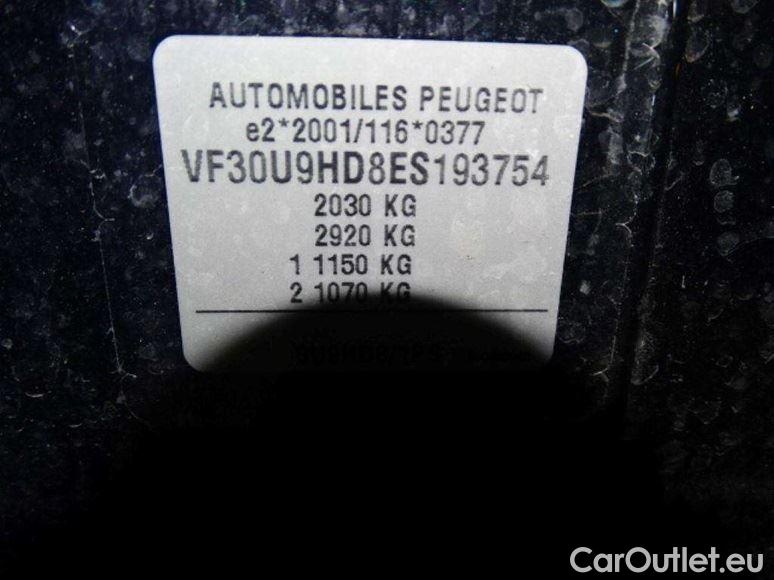 AUTOMOBILES PEUGEOT
e2*2001/116*0377
VF30U9HD8ES193754
2030 KG
2920 KG
1 1150 KG
2 1070 KG
CarOutlet.eu